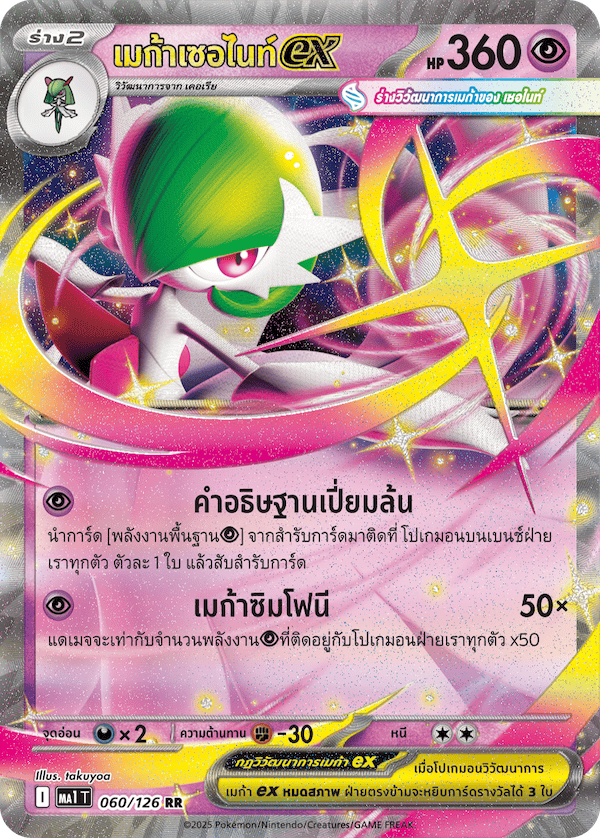 ร่าง2
เมก้าเซอไนท์ex
HP360
วิวัฒนาการจาก เคอเรีย
ร่างวิวัฒนาการเมก้าของ เซอไนท์
คำอธิษฐานเปี่ยมล้น
นำการ์ด [พลังงานพื้นฐาน] จากสำรับการ์ดมาติดที่ โปเกมอนบนเบนช์ฝ่าย
เราทุกตัว ตัวละ 1 ใบ แล้วสับสำรับการ์ด
เมก้าซิมโฟนี 50×
แดเมจจะเท่ากับจำนวนพลังงานที่ติดอยู่กับโปเกมอนฝ่ายเราทุกตัว x50
จุดอ่อน ×2 ความต้านทาน -30 หนี
Illus. takuyoa
กฎวิวัฒนาการเมก้า ex เมื่อโปเกมอนวิวัฒนาการ
เมก้า ex หมดสภาพ ฝ่ายตรงข้ามจะหยิบการ์ดรางวัลได้ 3 ใบ
I MA1 T 060/126 RR
©2025 Pokémon/Nintendo/Creatures/GAME FREAK